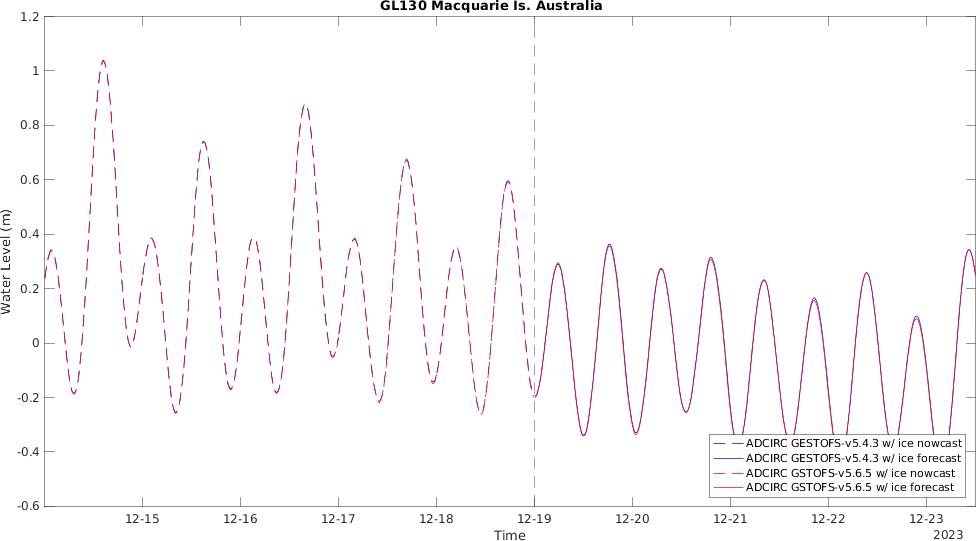 GL130 Macquarie Is. Australia
1.2
1
0.8
0.6
0.4
0.2
0
-0.2
-0.4
-0.6
Water Level (m)
ADCIRC GESTOFS-v5.4.3 w/ ice nowcast
ADCIRC GESTOFS-v5.4.3 w/ ice forecast
ADCIRC GSTOFS-v5.6.5 w/ ice nowcast
ADCIRC GSTOFS-v5.6.5 w/ ice forecast
12-15 12-16 12-17 12-18 12-19 12-20 12-21 12-22 12-23
Time
2023